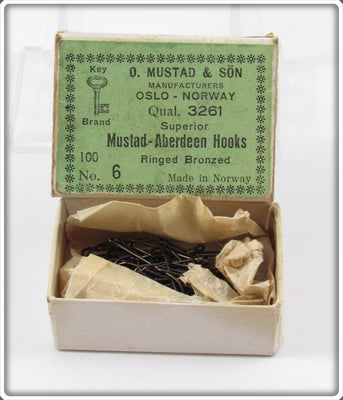 Key
Brand
O. MUSTAD & SÖN
MANUFACTURERS
OSLO - NORWAY
Qual. 3261
Superior
Mustad-Aberdeen Hooks
Ringed Bronzed
100
No. 6
Made in Norway